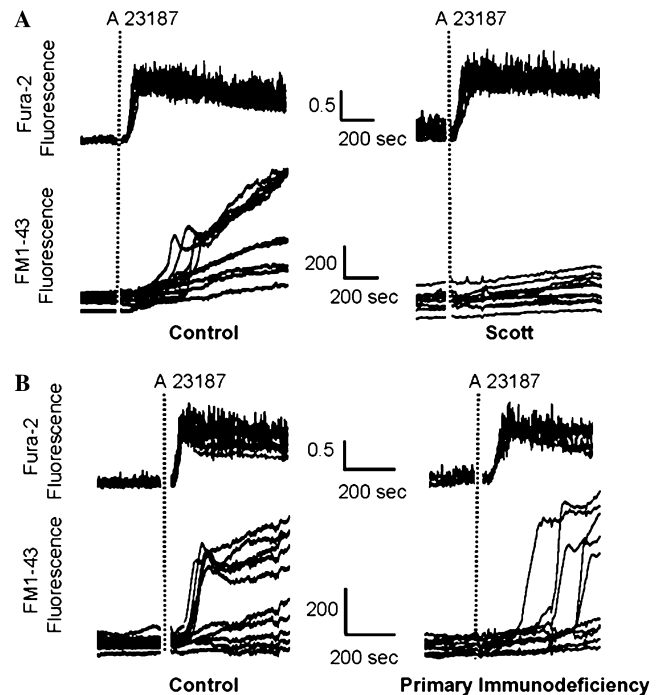 A
A 23187
A 23187
Fura-2
Fluorescence
0.5
200 sec
FM1-43
Fluorescence
200
200 sec
Control
Scott
B
A 23187
A 23187
Fura-2
Fluorescence
0.5
200 sec
FM1-43
Fluorescence
200
200 sec
Control
Primary Immunodeficiency